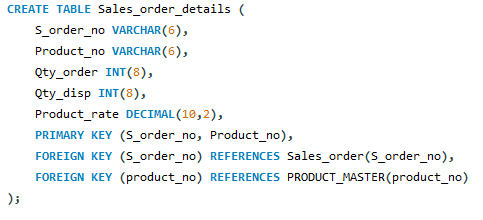 CREATE TABLE Sales_order_details (
    S_order_no VARCHAR(6),
    Product_no VARCHAR(6),
    Qty_order INT(8),
    Qty_disp INT(8),
    Product_rate DECIMAL(10,2),
    PRIMARY KEY (S_order_no, Product_no),
    FOREIGN KEY (S_order_no) REFERENCES Sales_order(S_order_no),
    FOREIGN KEY (product_no) REFERENCES PRODUCT_MASTER(product_no)
);